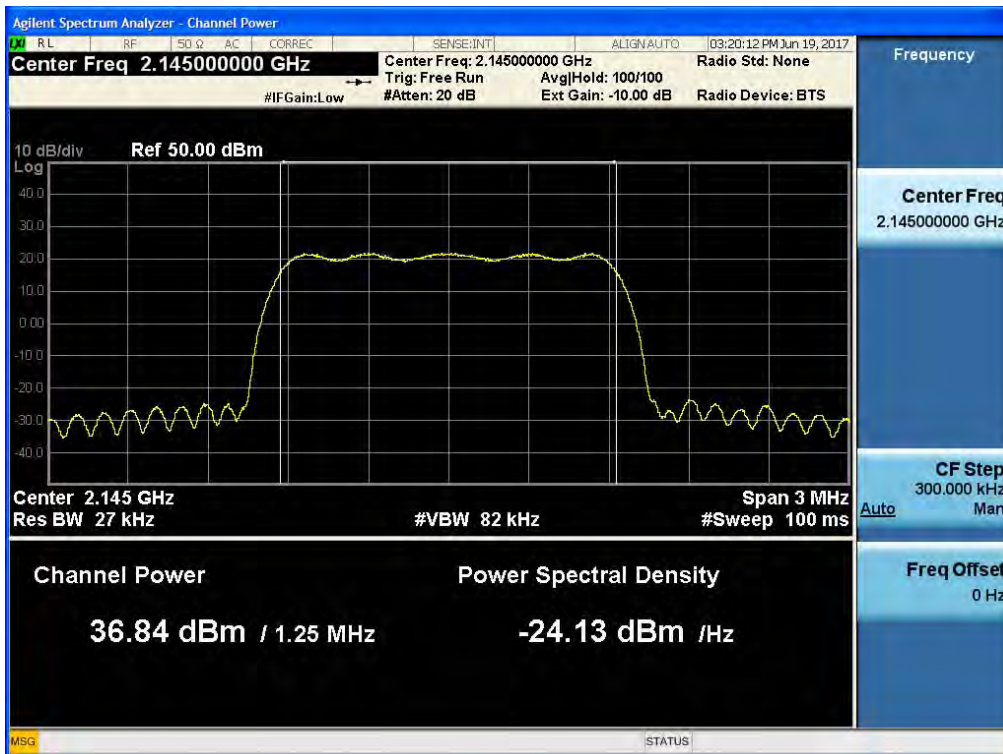 Agilent Spectrum Analyzer - Channel Power
LXI RL RF 50 Ω AC CORREC SENSE:INT ALIGN AUTO 03:20:12 PM Jun 19, 2017
Center Freq 2.145000000 GHz
Center Freq: 2.145000000 GHz
Radio Std: None
Trig: Free Run
Avg|Hold: 100/100
#IFGain:Low
#Atten: 20 dB
Ext Gain: -10.00 dB
Radio Device: BTS
10 dB/div
Ref 50.00 dBm
Log
40.0
30.0
20.0
10.0
0.00
-10.0
-20.0
-30.0
-40.0
Center 2.145 GHz
Span 3 MHz
Res BW 27 kHz
#VBW 82 kHz
#Sweep 100 ms
Channel Power
Power Spectral Density
36.84 dBm / 1.25 MHz
-24.13 dBm /Hz
Frequency
Center Freq
2.145000000 GHz
CF Step
300.000 kHz
Auto Man
Freq Offset
0 Hz
MSG
STATUS